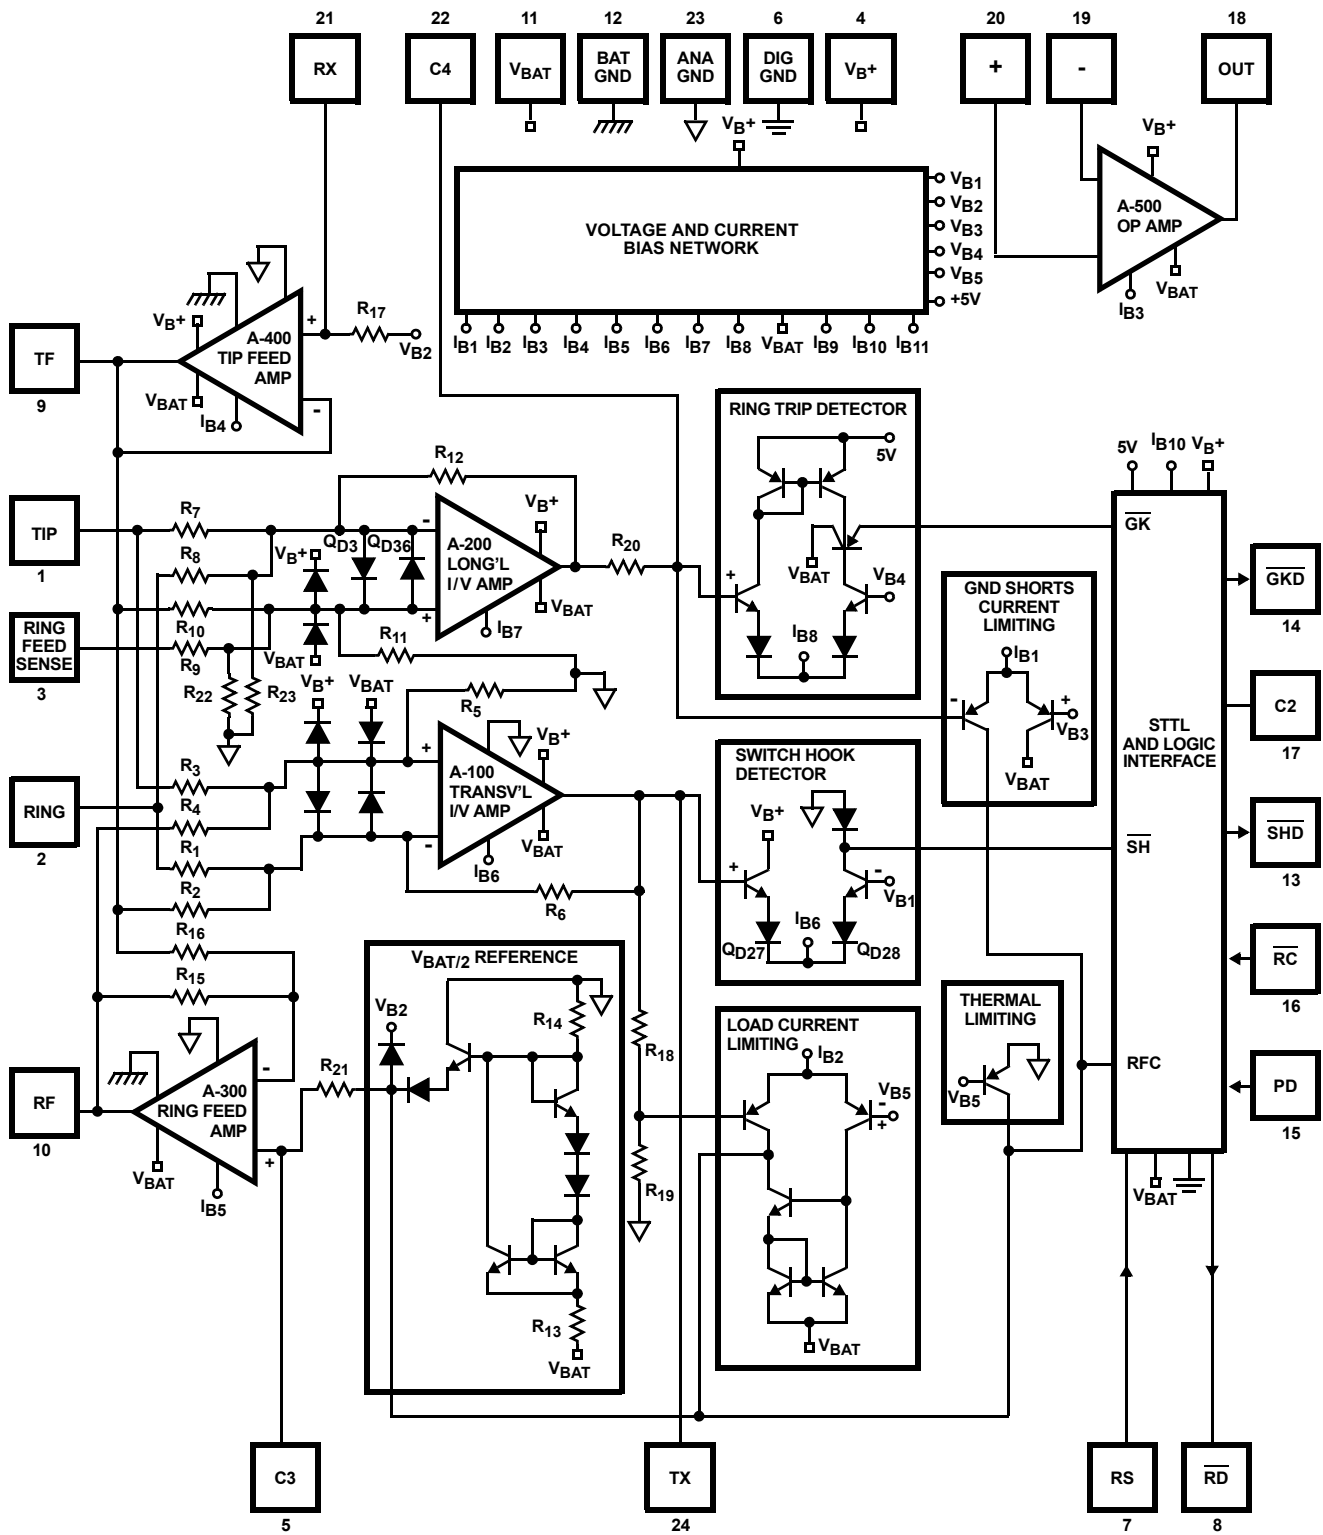 21 22 11 12 23 6 4 20 19 18
RX
C4
VBAT
BAT
GND
ANA
GND
DIG
GND
VB+
+
-
OUT
VB+
VB+
VB1
VB2
VB3
VB4
VB5
+5V
VOLTAGE AND CURRENT
BIAS NETWORK
A-500
OP AMP
VBAT
IB3
IB1 IB2 IB3 IB4 IB5 IB6 IB7 IB8 VBAT IB9 IB10 IB11
R17
+
VB2
VB+
A-400
TIP FEED
AMP
-
VBAT
IB4
TF
9
RING TRIP DETECTOR
5V
VBAT
+
VB4
IB8
R12
TIP
1
R7
R8
R10
R9
R22
R23
VB+
QD3
QD36
VBAT
-
A-200
LONG'L
I/V AMP
+
VB+
VBAT
IB7
R20
R11
RING
FEED
SENSE
3
5V
IB10
VB+
GK
GKD
14
GND SHORTS
CURRENT
LIMITING
IB1
-
+
VB3
VBAT
STTL
AND LOGIC
INTERFACE
C2
17
VB+
VBAT
R5
R3
R4
R1
R2
R16
R15
RING
2
+
A-100
TRANSV'L
I/V AMP
-
VB+
VBAT
IB6
R6
SWITCH HOOK
DETECTOR
VB+
+
-
VB1
IB6
QD27
QD28
SH
SHD
13
RC
16
RFC
PD
15
VBAT/2 REFERENCE
VB2
R14
R13
VBAT
R21
A-300
RING FEED
AMP
-
+
VBAT
IB5
RF
10
R18
R19
LOAD CURRENT
LIMITING
IB2
VB5
-
+
VBAT
THERMAL
LIMITING
VB5
VBAT
C3
5
TX
24
RS
7
RD
8